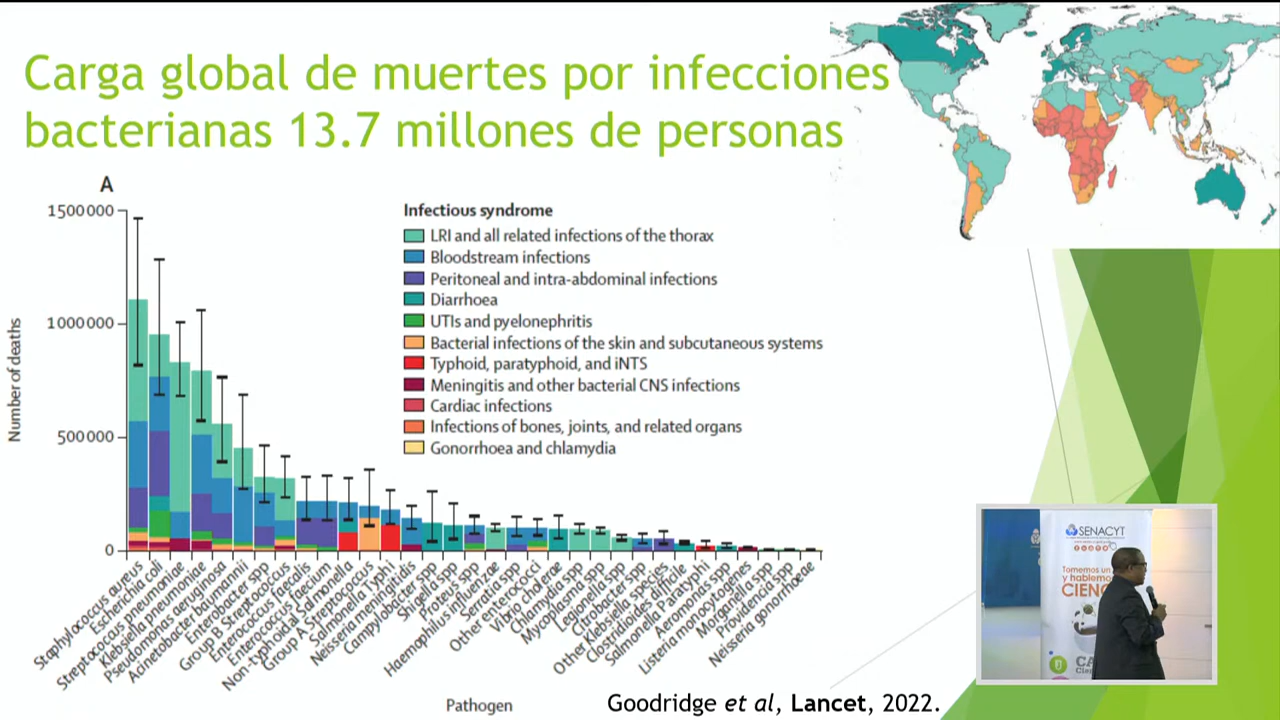 Carga global de muertes por infecciones
bacterianas 13.7 millones de personas
A
1500000
1000000
500000
0
Number of deaths
Infectious syndrome
LRI and all related infections of the thorax
Bloodstream infections
Peritoneal and intra-abdominal infections
Diarrhoea
UTIs and pyelonephritis
Bacterial infections of the skin and subcutaneous systems
Typhoid, paratyphoid, and iNTS
Meningitis and other bacterial CNS infections
Cardiac infections
Infections of bones, joints, and related organs
Gonorrhoea and chlamydia
Staphylococcus aureus
Escherichia coli
Streptococcus pneumoniae
Klebsiella pneumoniae
Pseudomonas aeruginosa
Acinetobacter baumannii
Enterobacter spp
Group B Streptococcus
Enterococcus faecalis
Enterococcus faecium
Non-typhoidal Salmonella
Group A Streptococcus
Salmonella Typhi
Neisseria meningitidis
Campylobacter
Shigella spp
Proteus spp
Haemophilus influenzae
Serratia spp
Other enterococci
Vibrio cholerae
Chlamydia spp
Mycoplasma spp
Legionella spp
Citrobacter spp
Other Klebsiella species
Clostridioides difficile
Salmonella Paratyphi
Aeromonas spp
Listeria monocytogenes
Morganella spp
Providencia spp
Neisseria gonorrhoeae
Pathogen
Goodridge et al, Lancet, 2022.
SENACYT
Tomemos un
y hablemo
CIEN
CA
Cie